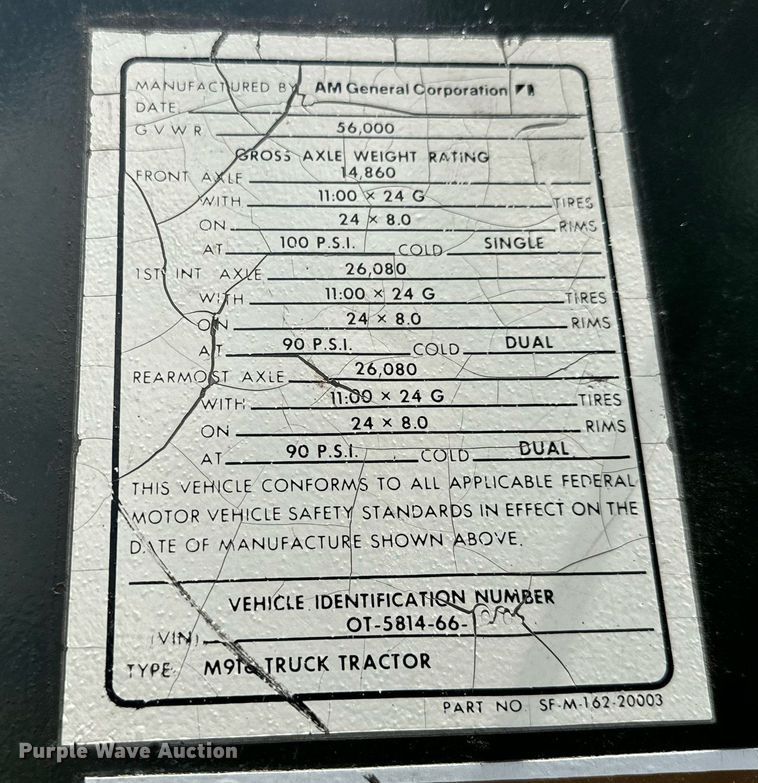 MANUFACTURED BY AM General Corporation
DATE
G V W R 56,000
GROSS AXLE WEIGHT RATING
FRONT AXLE 14,860
WITH 11:00 × 24 G TIRES
ON 24 × 8.0 RIMS
AT 100 P.S.I. COLD SINGLE
1ST INT AXLE 26,080
WITH 11:00 × 24 G TIRES
ON 24 × 8.0 RIMS
AT 90 P.S.I. COLD DUAL
REARMOST AXLE 26,080
WITH 11:00 × 24 G TIRES
ON 24 × 8.0 RIMS
AT 90 P.S.I. COLD DUAL
THIS VEHICLE CONFORMS TO ALL APPLICABLE FEDERAL
MOTOR VEHICLE SAFETY STANDARDS IN EFFECT ON THE
DATE OF MANUFACTURE SHOWN ABOVE.
VEHICLE IDENTIFICATION NUMBER
OT-5814-66-
(VIN)
TYPE: TRUCK TRACTOR
PART NO SF-M-162-20003
Purple Wave Auction